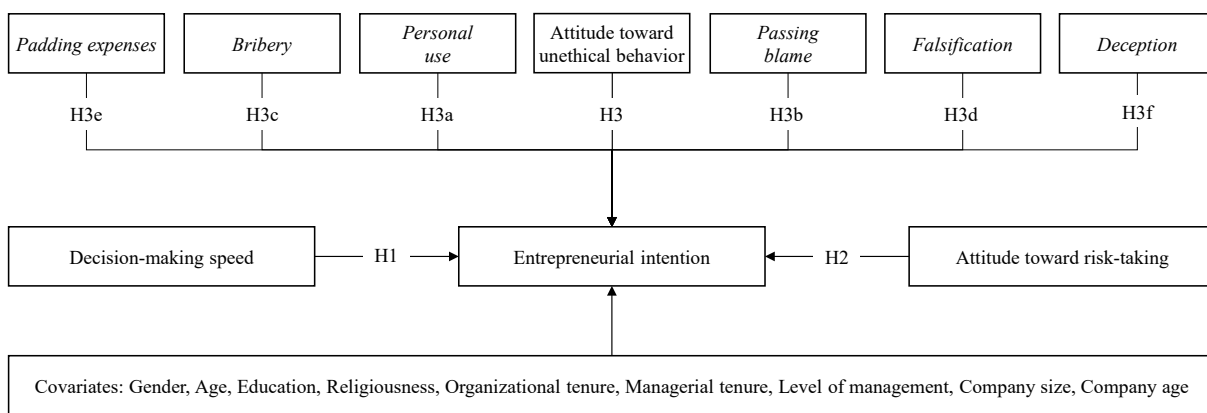 Padding expenses
Bribery
Personal
use
Attitude toward
unethical behavior
Passing
blame
Falsification
Deception
H3e
H3c
H3a
H3
H3b
H3d
H3f
Decision-making speed
H1
Entrepreneurial intention
H2
Attitude toward risk-taking
Covariates: Gender, Age, Education, Religiousness, Organizational tenure, Managerial tenure, Level of management, Company size, Company age